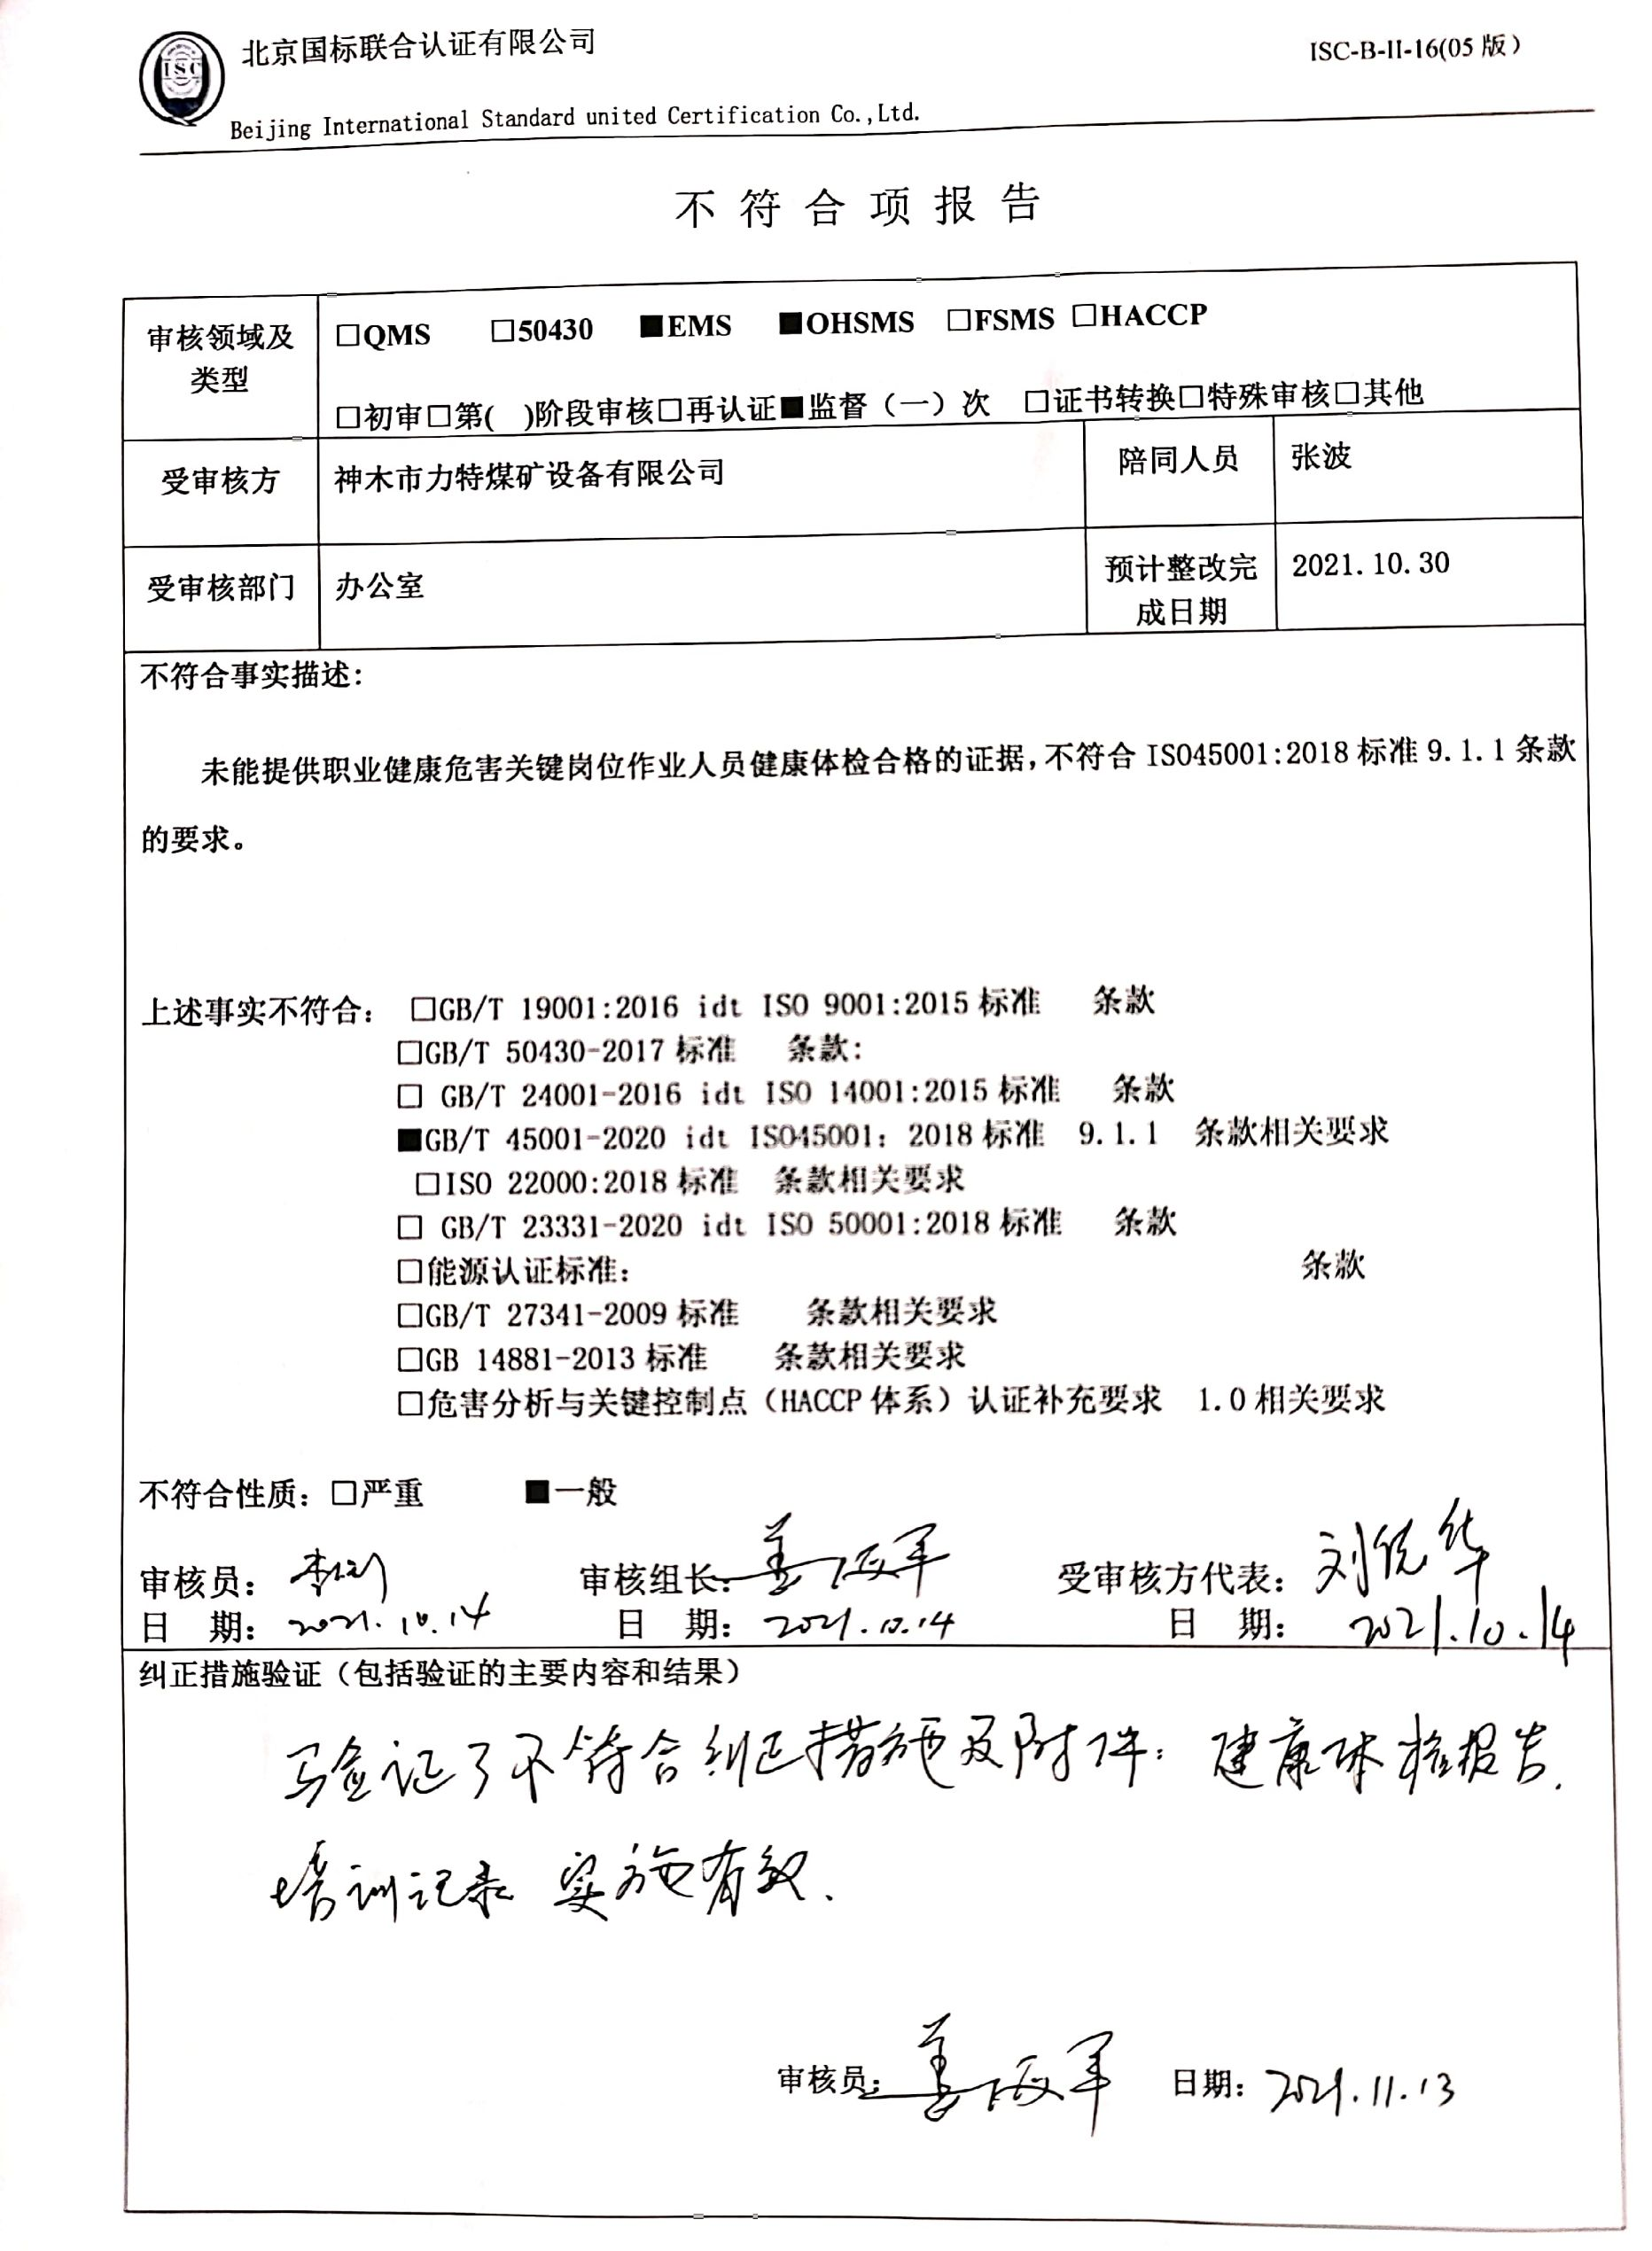 ISC
北京国标联合认证有限公司
ISC-B-II-16(05 版)
Beijing International Standard united Certification Co.,Ltd.
不符合项报告
审核领域及类型
□QMS □50430 ■EMS ■OHSMS □FSMS □HACCP
□初审□第( )阶段审核□再认证■监督（一）次 □证书转换□特殊审核□其他
受审核方 神木市力特煤矿设备有限公司 陪同人员 张波
受审核部门 办公室 预计整改完成日期 2021.10.30
不符合事实描述:
未能提供职业健康危害关键岗位作业人员健康体检合格的证据,不符合 ISO45001:2018 标准 9.1.1 条款
的要求。
上述事实不符合: □GB/T 19001:2016 idt ISO 9001:2015 标准 条款
□GB/T 50430-2017 标准 条款:
□ GB/T 24001-2016 idt ISO 14001:2015 标准 条款
■GB/T 45001-2020 idt ISO45001: 2018 标准 9.1.1 条款相关要求
□ISO 22000:2018 标准 条款相关要求
□ GB/T 23331-2020 idt ISO 50001:2018 标准 条款
□能源认证标准: 条款
□GB/T 27341-2009 标准 条款相关要求
□GB 14881-2013 标准 条款相关要求
□危害分析与关键控制点（HACCP 体系）认证补充要求 1.0 相关要求
不符合性质: □严重 ■一般
审核员: 审核组长: 受审核方代表:
日 期: 2021.10.14 日 期: 2021.10.14 日 期: 2021.10.14
纠正措施验证（包括验证的主要内容和结果）
验证了不符合纠正措施及附件: 健康体检报告.
培训记录 实施有效.
审核员: 日期: 2021.11.13